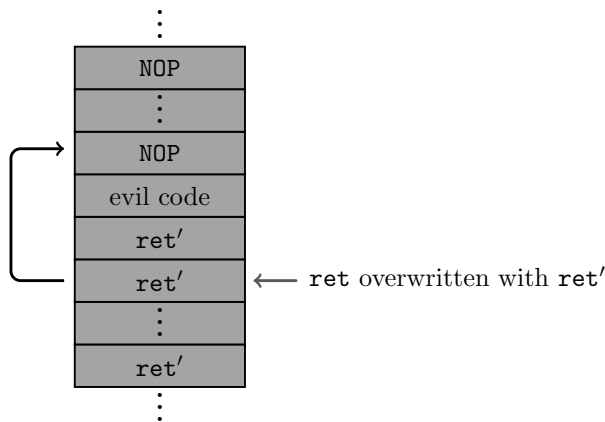 ⋮
NOP
⋮
NOP
evil code
ret′
ret′
ret overwritten with ret′
⋮
ret′
⋮